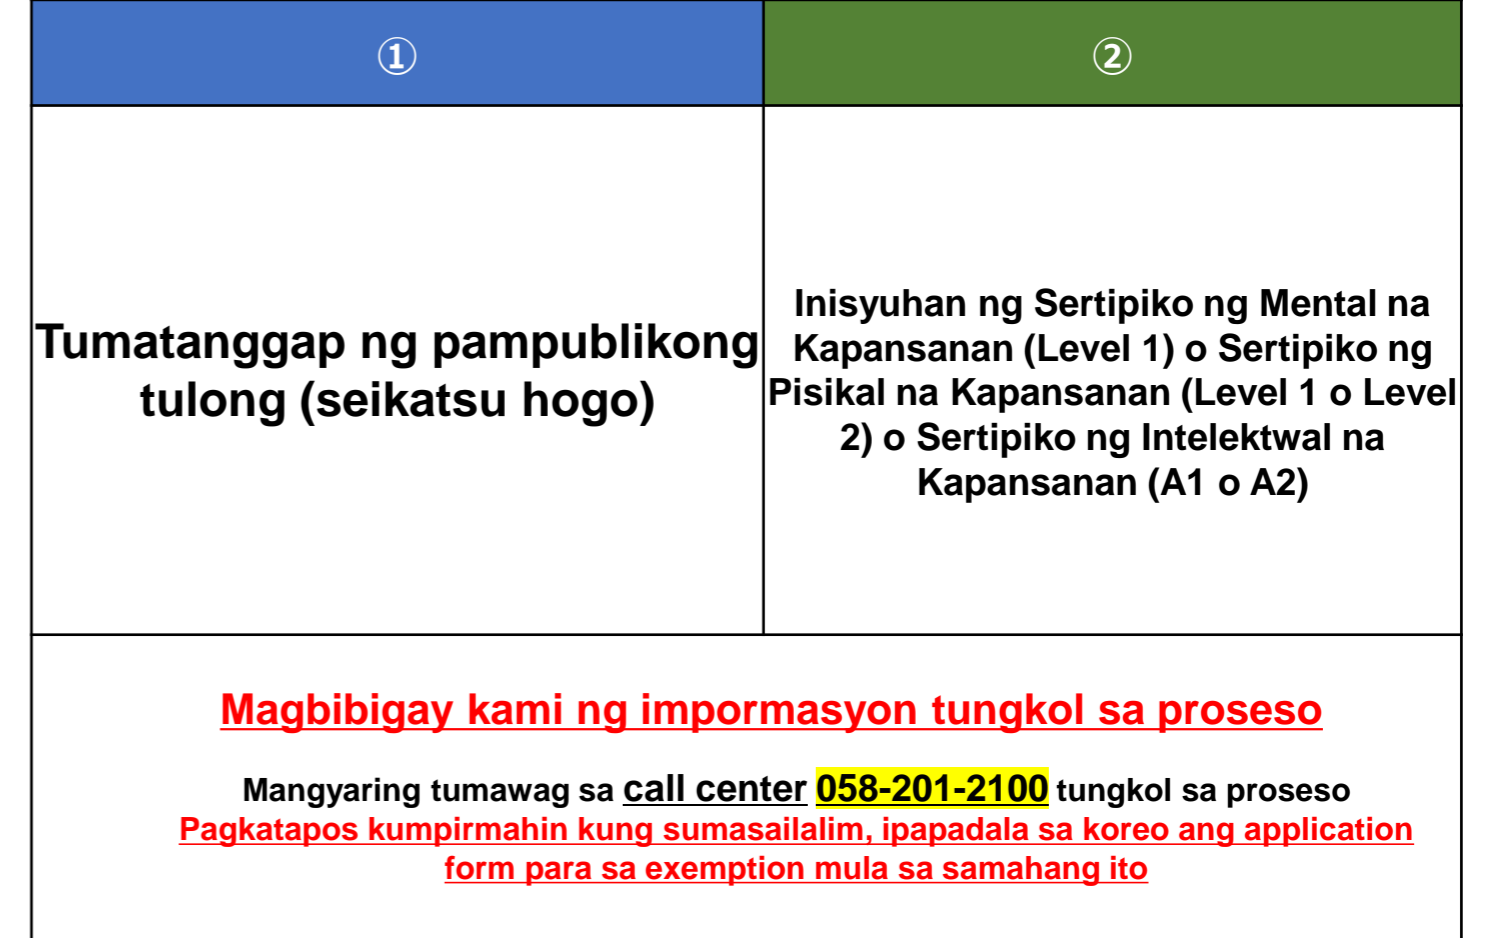 ①
②
Tumatanggap ng pampublikong
tulong (seikatsu hogo)
Inisyuhan ng Sertipiko ng Mental na
Kapansanan (Level 1) o Sertipiko ng
Pisikal na Kapansanan (Level 1 o Level
2) o Sertipiko ng Intelektwal na
Kapansanan (A1 o A2)
Magbibigay kami ng impormasyon tungkol sa proseso
Mangyaring tumawag sa call center 058-201-2100 tungkol sa proseso
Pagkatapos kumpirmahin kung sumasailalim, ipapadala sa koreo ang application
form para sa exemption mula sa samahang ito